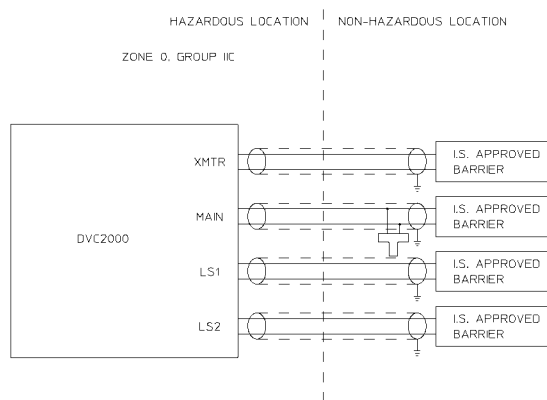 HAZARDOUS LOCATION
NON-HAZARDOUS LOCATION
ZONE 0, GROUP IIC
DVC2000
XMTR
I.S. APPROVED
BARRIER
MAIN
I.S. APPROVED
BARRIER
LS1
I.S. APPROVED
BARRIER
LS2
I.S. APPROVED
BARRIER